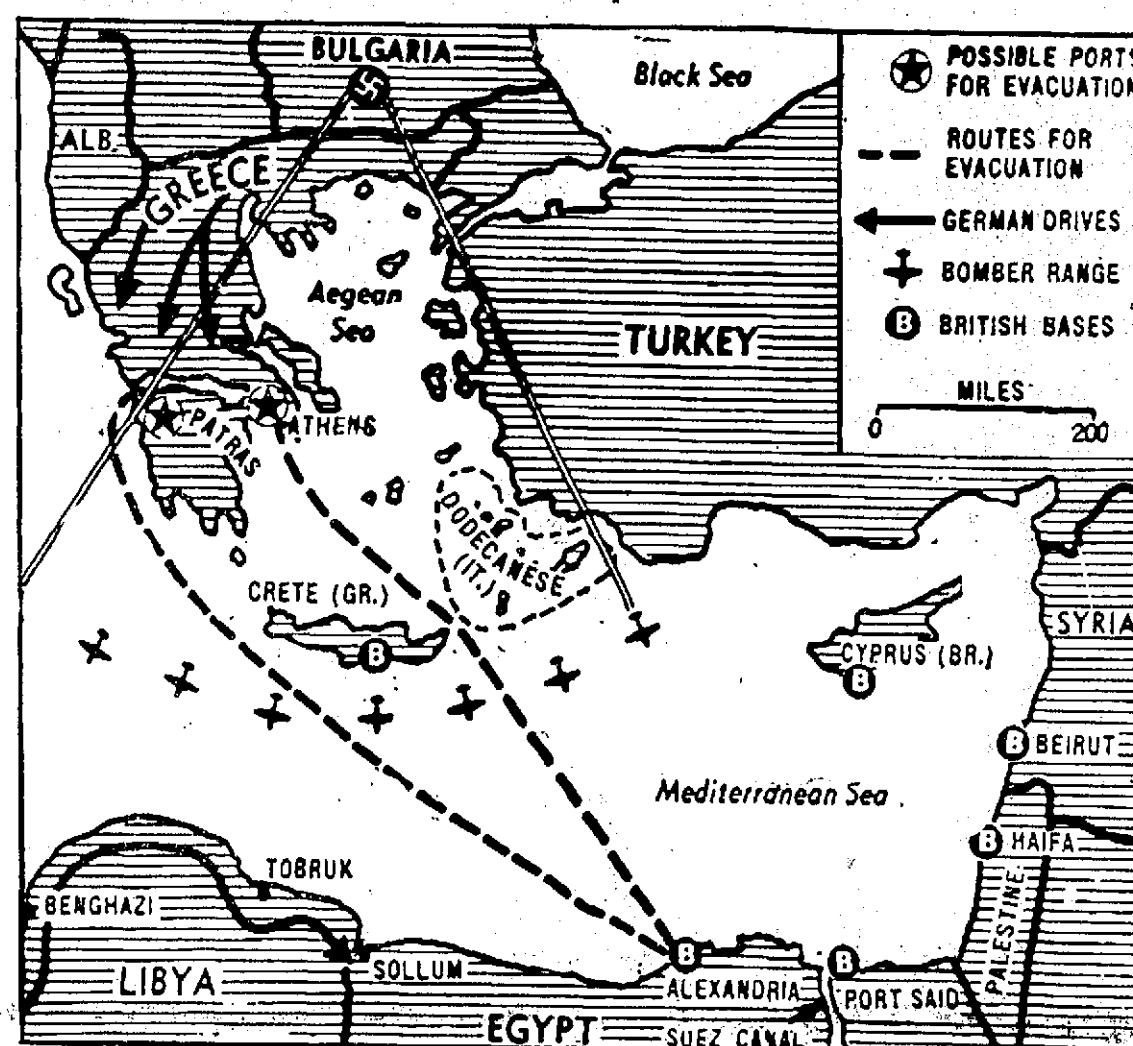 BULGARIA
Black Sea
POSSIBLE PORTS
FOR EVACUATION
ROUTES FOR
EVACUATION
GERMAN DRIVES
BOMBER RANGE
B BRITISH BASES
MILES
0 200
ALB.
GREECE
Aegean
Sea
TURKEY
PATRAS
ATHENS
DODECANESE
(IT.)
CRETE (GR.)
B
CYPRUS (BR.)
B
SYRIA
B BEIRUT
Mediterranean Sea
B HAIFA
PALESTINE
TOBRUK
BENGHAZI
LIBYA
SOLLUM
B
ALEXANDRIA
B
PORT SAID
EGYPT
SUEZ CANAL